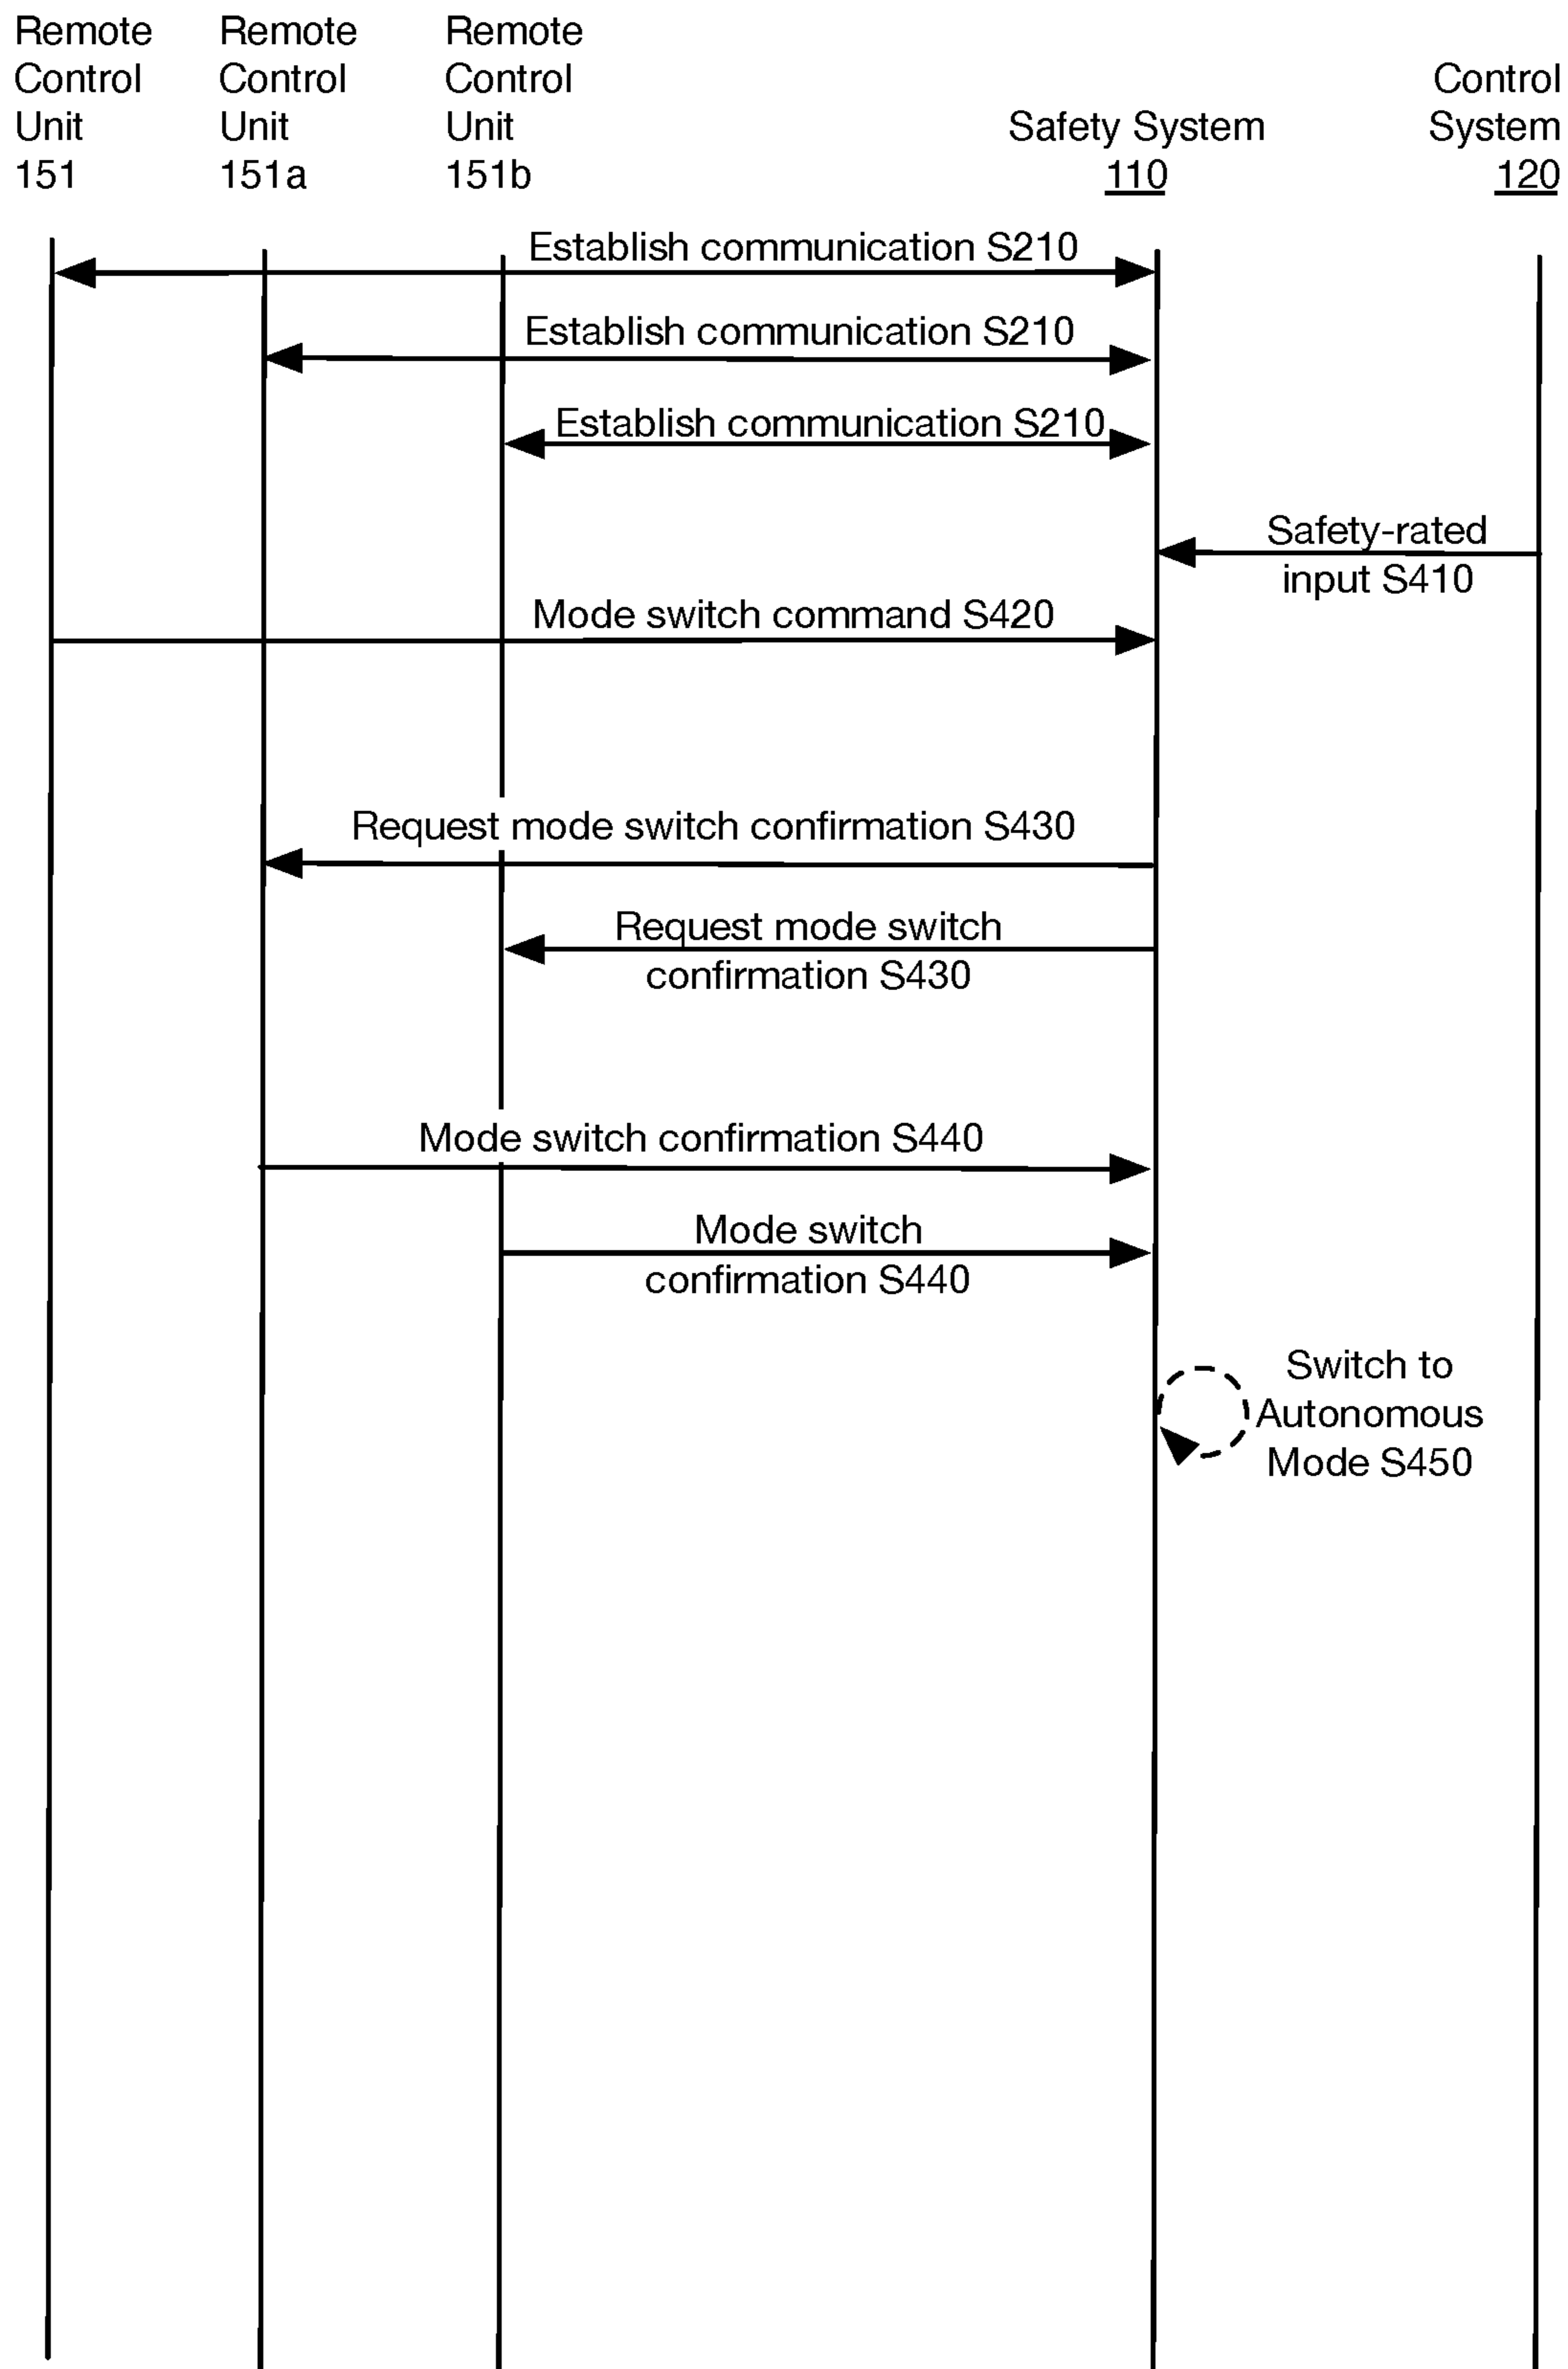 Remote
Control
Unit
151
Remote
Control
Unit
151a
Remote
Control
Unit
151b
Safety System
110
Control
System
120
Establish communication S210
Establish communication S210
Establish communication S210
Safety-rated
input S410
Mode switch command S420
Request mode switch confirmation S430
Request mode switch
confirmation S430
Mode switch confirmation S440
Mode switch
confirmation S440
Switch to
Autonomous
Mode S450